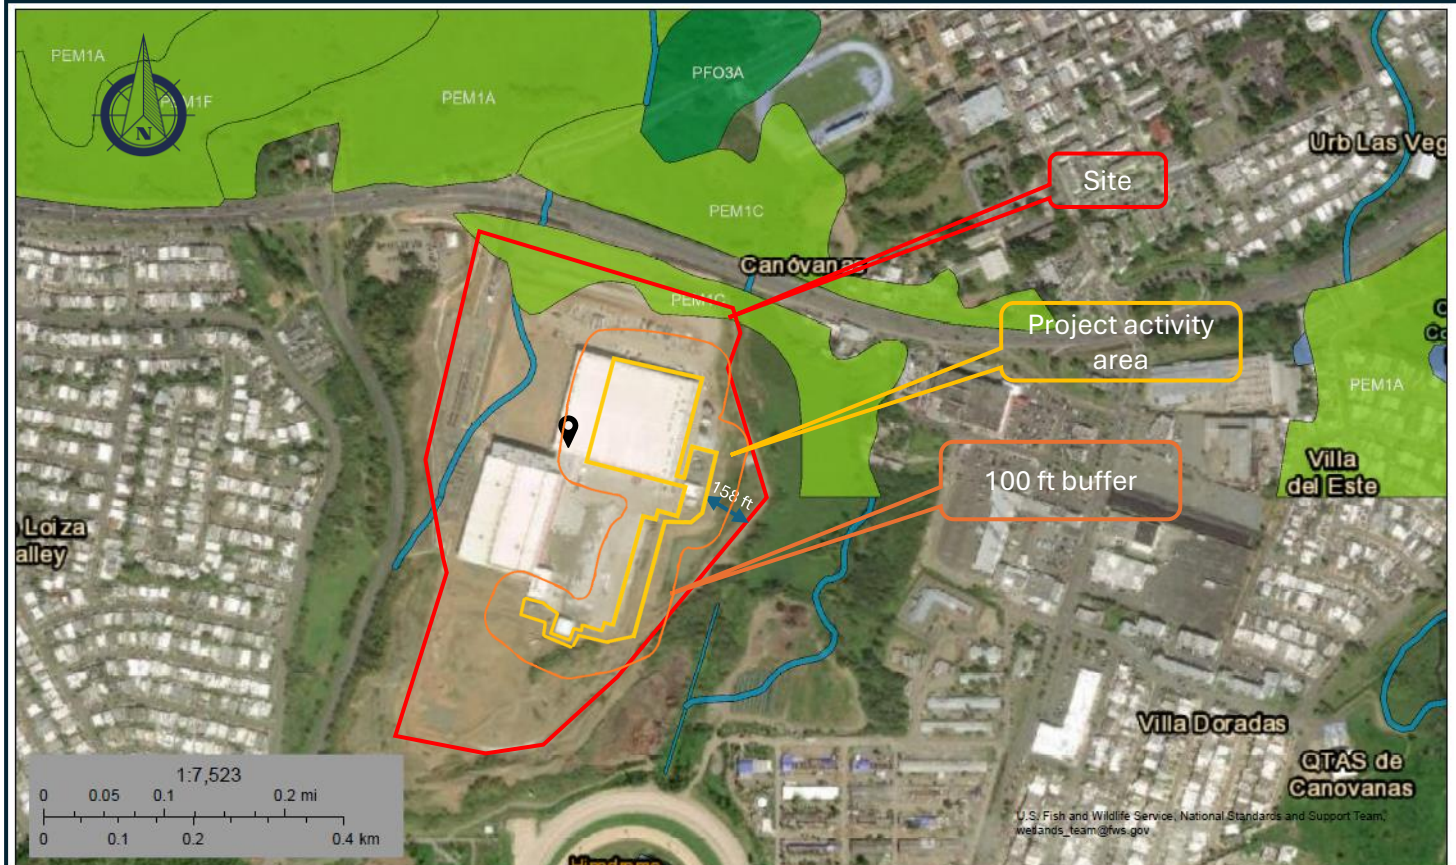 PEM1A
PEM1F
PEM1A
PFO3A
N
Urb Las Veg
Site
PEM1C
Canóvanas
PEM1C
Project activity
area
PEM1A
100 ft buffer
Villa
del Este
158 ft
Loiza
alley
Villa Doradas
QTAS de
Canovanas
1:7,523
0 0.05 0.1 0.2 mi
0 0.1 0.2 0.4 km
U.S. Fish and Wildlife Service, National Standards and Support Team,
wetlands_team@fws.gov